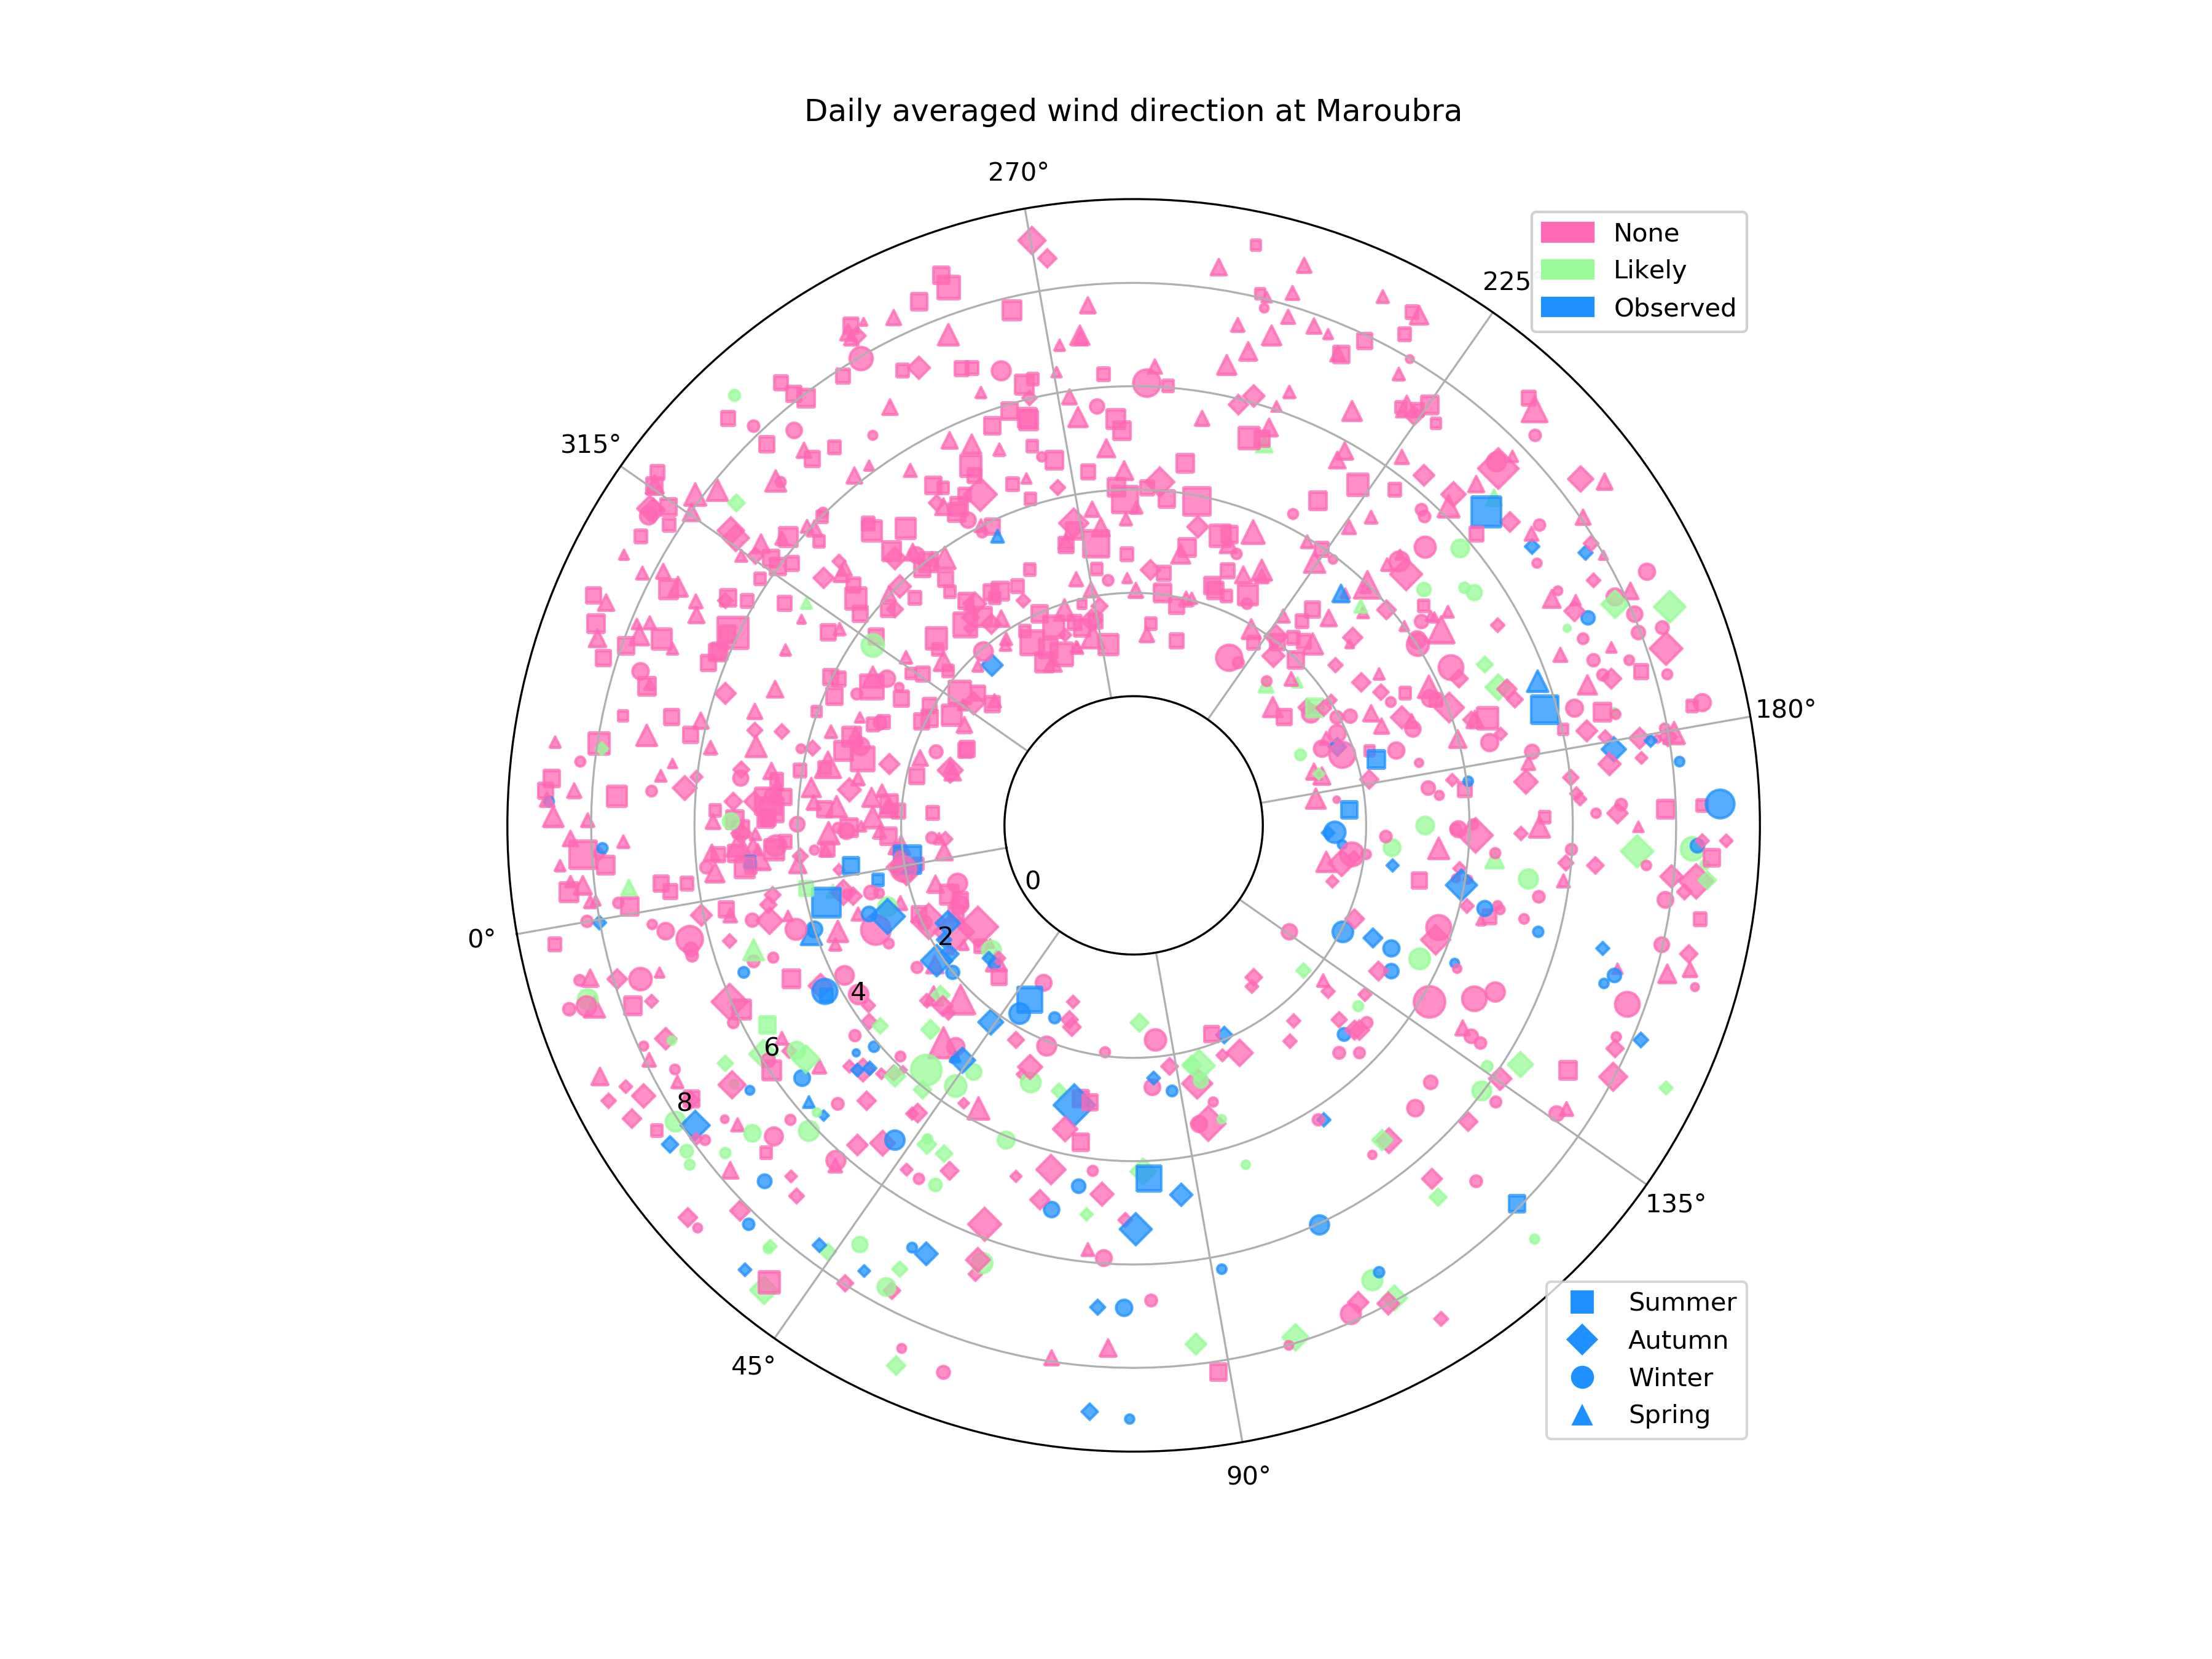 Daily averaged wind direction at Maroubra
270°
225
None
Likely
Observed
315°
180°
0
0°
2
4
6
8
135°
45°
90°
Summer
Autumn
Winter
Spring